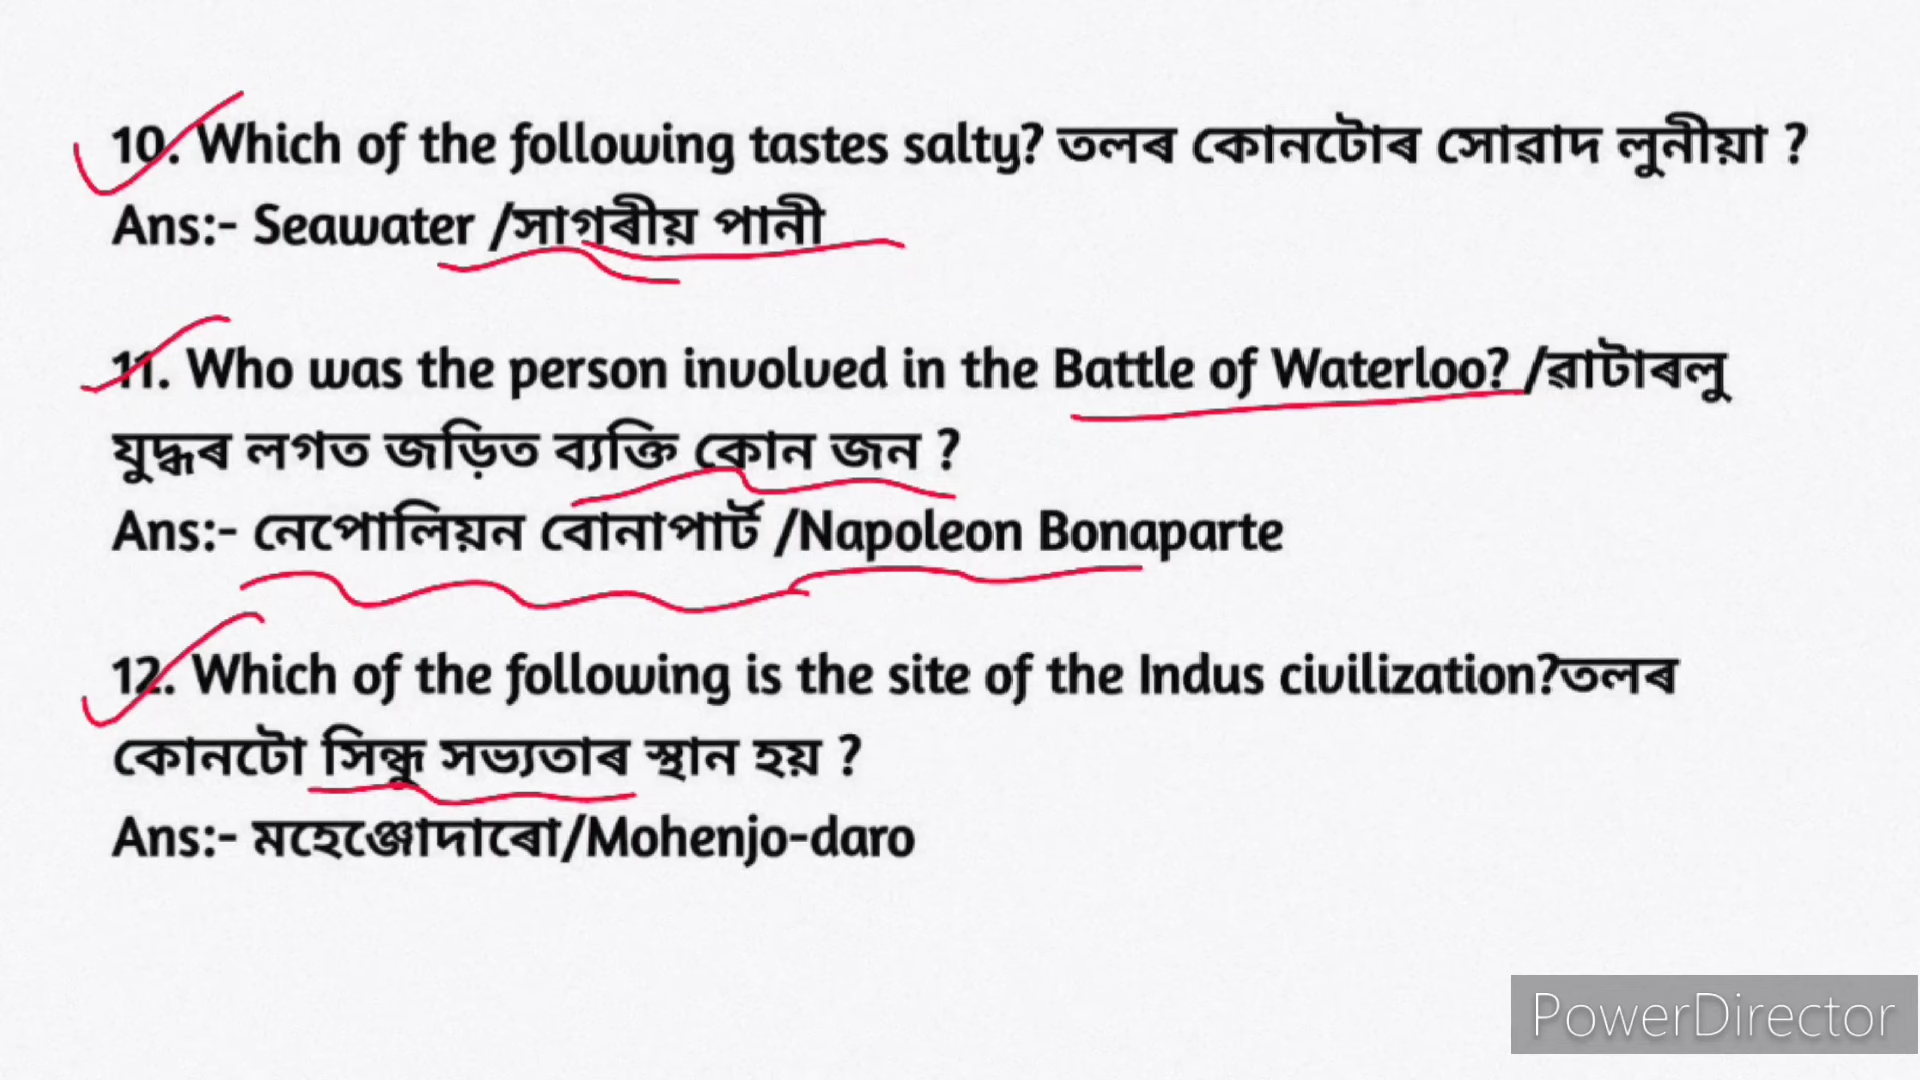 10. Which of the following tastes salty? তলৰ কোনটোৰ সোৱাদ লুনীয়া ?
Ans:- Seawater /সাগৰীয় পানী
11. Who was the person involved in the Battle of Waterloo? /ৱাটাৰলু
যুদ্ধৰ লগত জড়িত ব্যক্তি কোন জন ?
Ans:- নেপোলিয়ন বোনাপাৰ্ট /Napoleon Bonaparte
12. Which of the following is the site of the Indus civilization?তলৰ
কোনটো সিন্ধু সভ্যতাৰ স্থান হয় ?
Ans:- মহেঞ্জোদাৰো/Mohenjo-daro
PowerDirector